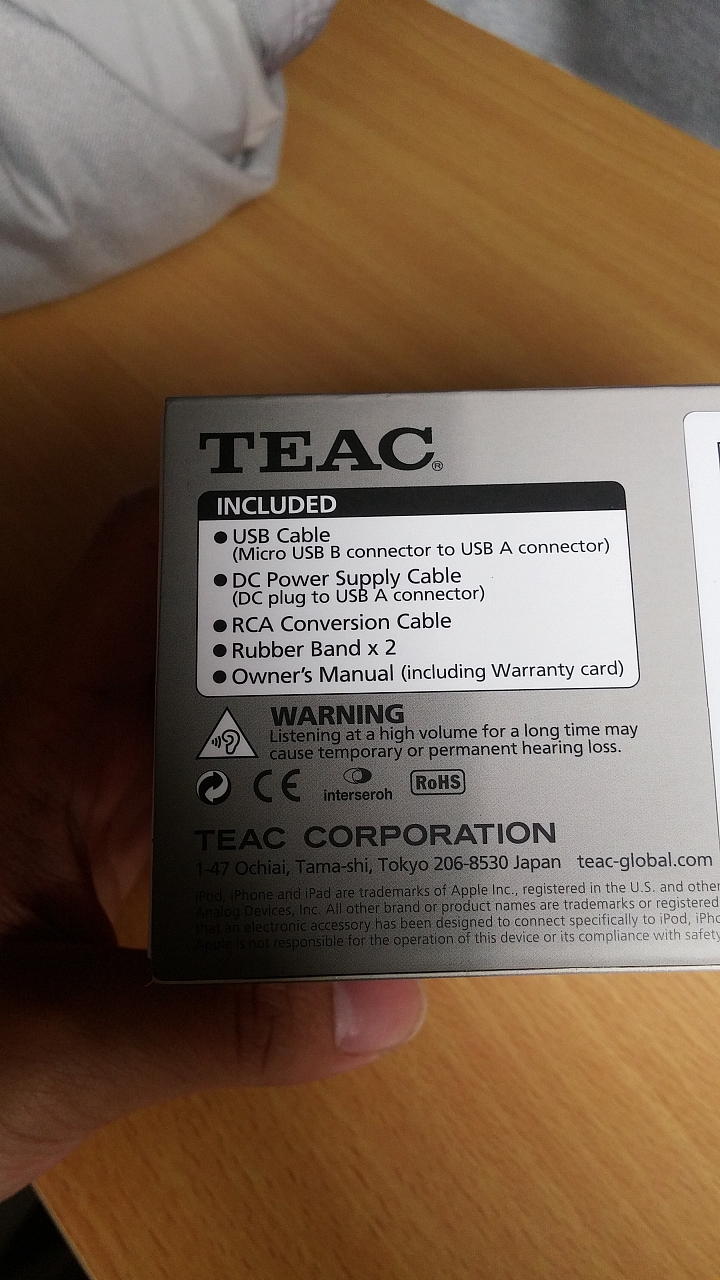 TEAC®
INCLUDED
● USB Cable
(Micro USB B connector to USB A connector)
● DC Power Supply Cable
(DC plug to USB A connector)
● RCA Conversion Cable
● Rubber Band x 2
● Owner's Manual (including Warranty card)
WARNING
Listening at a high volume for a long time may
cause temporary or permanent hearing loss.
CE
interseroh
RoHS
TEAC CORPORATION
1-47 Ochiai, Tama-shi, Tokyo 206-8530 Japan teac-global.com
iPod, iPhone and iPad are trademarks of Apple Inc., registered in the U.S. and other
Analog Devices, Inc. All other brand or product names are trademarks or registered
that an electronic accessory has been designed to connect specifically to iPod, iPho
Apple is not responsible for the operation of this device or its compliance with safety